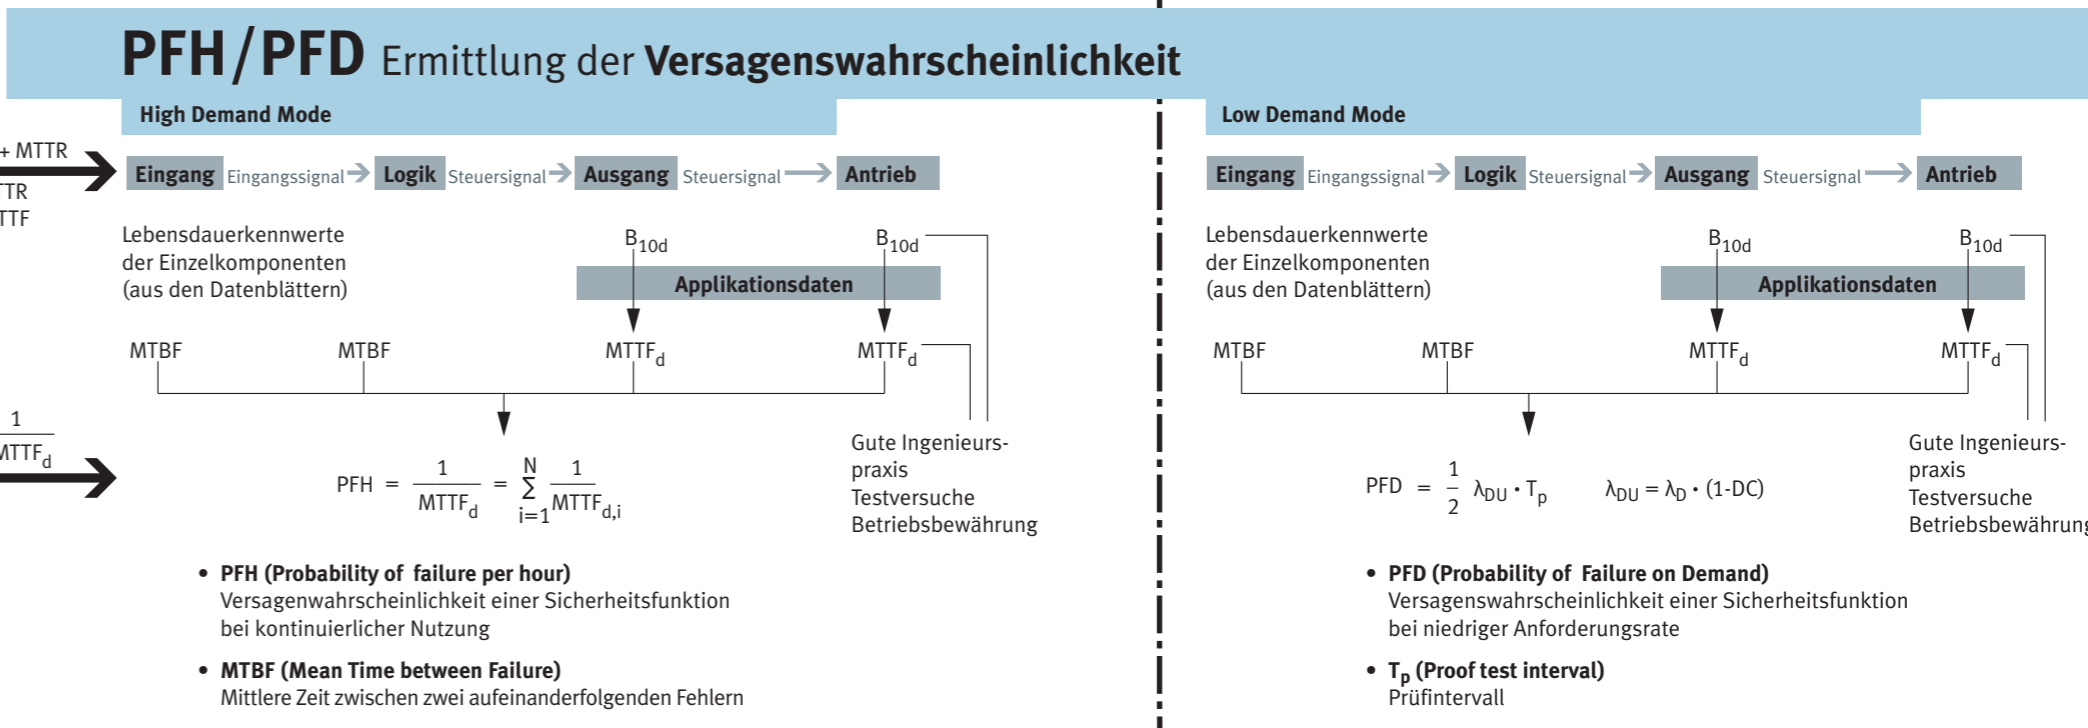 PFH/PFD Ermittlung der Versagenswahrscheinlichkeit
High Demand Mode
+ MTTR
TTR
TTF
Eingang Eingangssignal Logik Steuersignal Ausgang Steuersignal Antrieb
Lebensdauerkennwerte
der Einzelkomponenten
(aus den Datenblättern)
B10d B10d
Applikationsdaten
MTBF MTBF MTTFd MTTFd
1
MTTFd
PFH = 1/MTTFd = N Σ i=1 1/MTTFd,i
Gute Ingenieurs-
praxis
Testversuche
Betriebsbewährung
• PFH (Probability of failure per hour)
Versagenwahrscheinlichkeit einer Sicherheitsfunktion
bei kontinuierlicher Nutzung
• MTBF (Mean Time between Failure)
Mittlere Zeit zwischen zwei aufeinanderfolgenden Fehlern
Low Demand Mode
Eingang Eingangssignal Logik Steuersignal Ausgang Steuersignal Antrieb
Lebensdauerkennwerte
der Einzelkomponenten
(aus den Datenblättern)
B10d B10d
Applikationsdaten
MTBF MTBF MTTFd MTTFd
PFD = 1/2 λDU · Tp λDU = λD · (1-DC)
Gute Ingenieurs-
praxis
Testversuche
Betriebsbewährung
• PFD (Probability of Failure on Demand)
Versagenswahrscheinlichkeit einer Sicherheitsfunktion
bei niedriger Anforderungsrate
• Tp (Proof test interval)
Prüfintervall